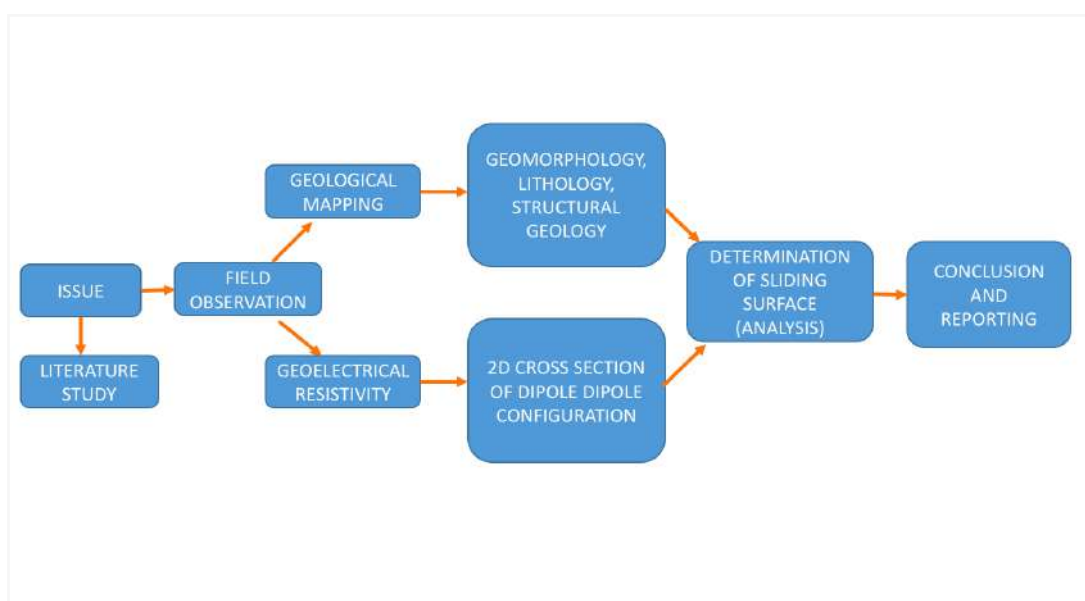 ISSUE
LITERATURE
STUDY
FIELD
OBSERVATION
GEOLOGICAL
MAPPING
GEOELECTRICAL
RESISTIVITY
GEOMORPHOLOGY,
LITHOLOGY,
STRUCTURAL
GEOLOGY
2D CROSS SECTION
OF DIPOLE DIPOLE
CONFIGURATION
DETERMINATION
OF SLIDING
SURFACE
(ANALYSIS)
CONCLUSION
AND
REPORTING